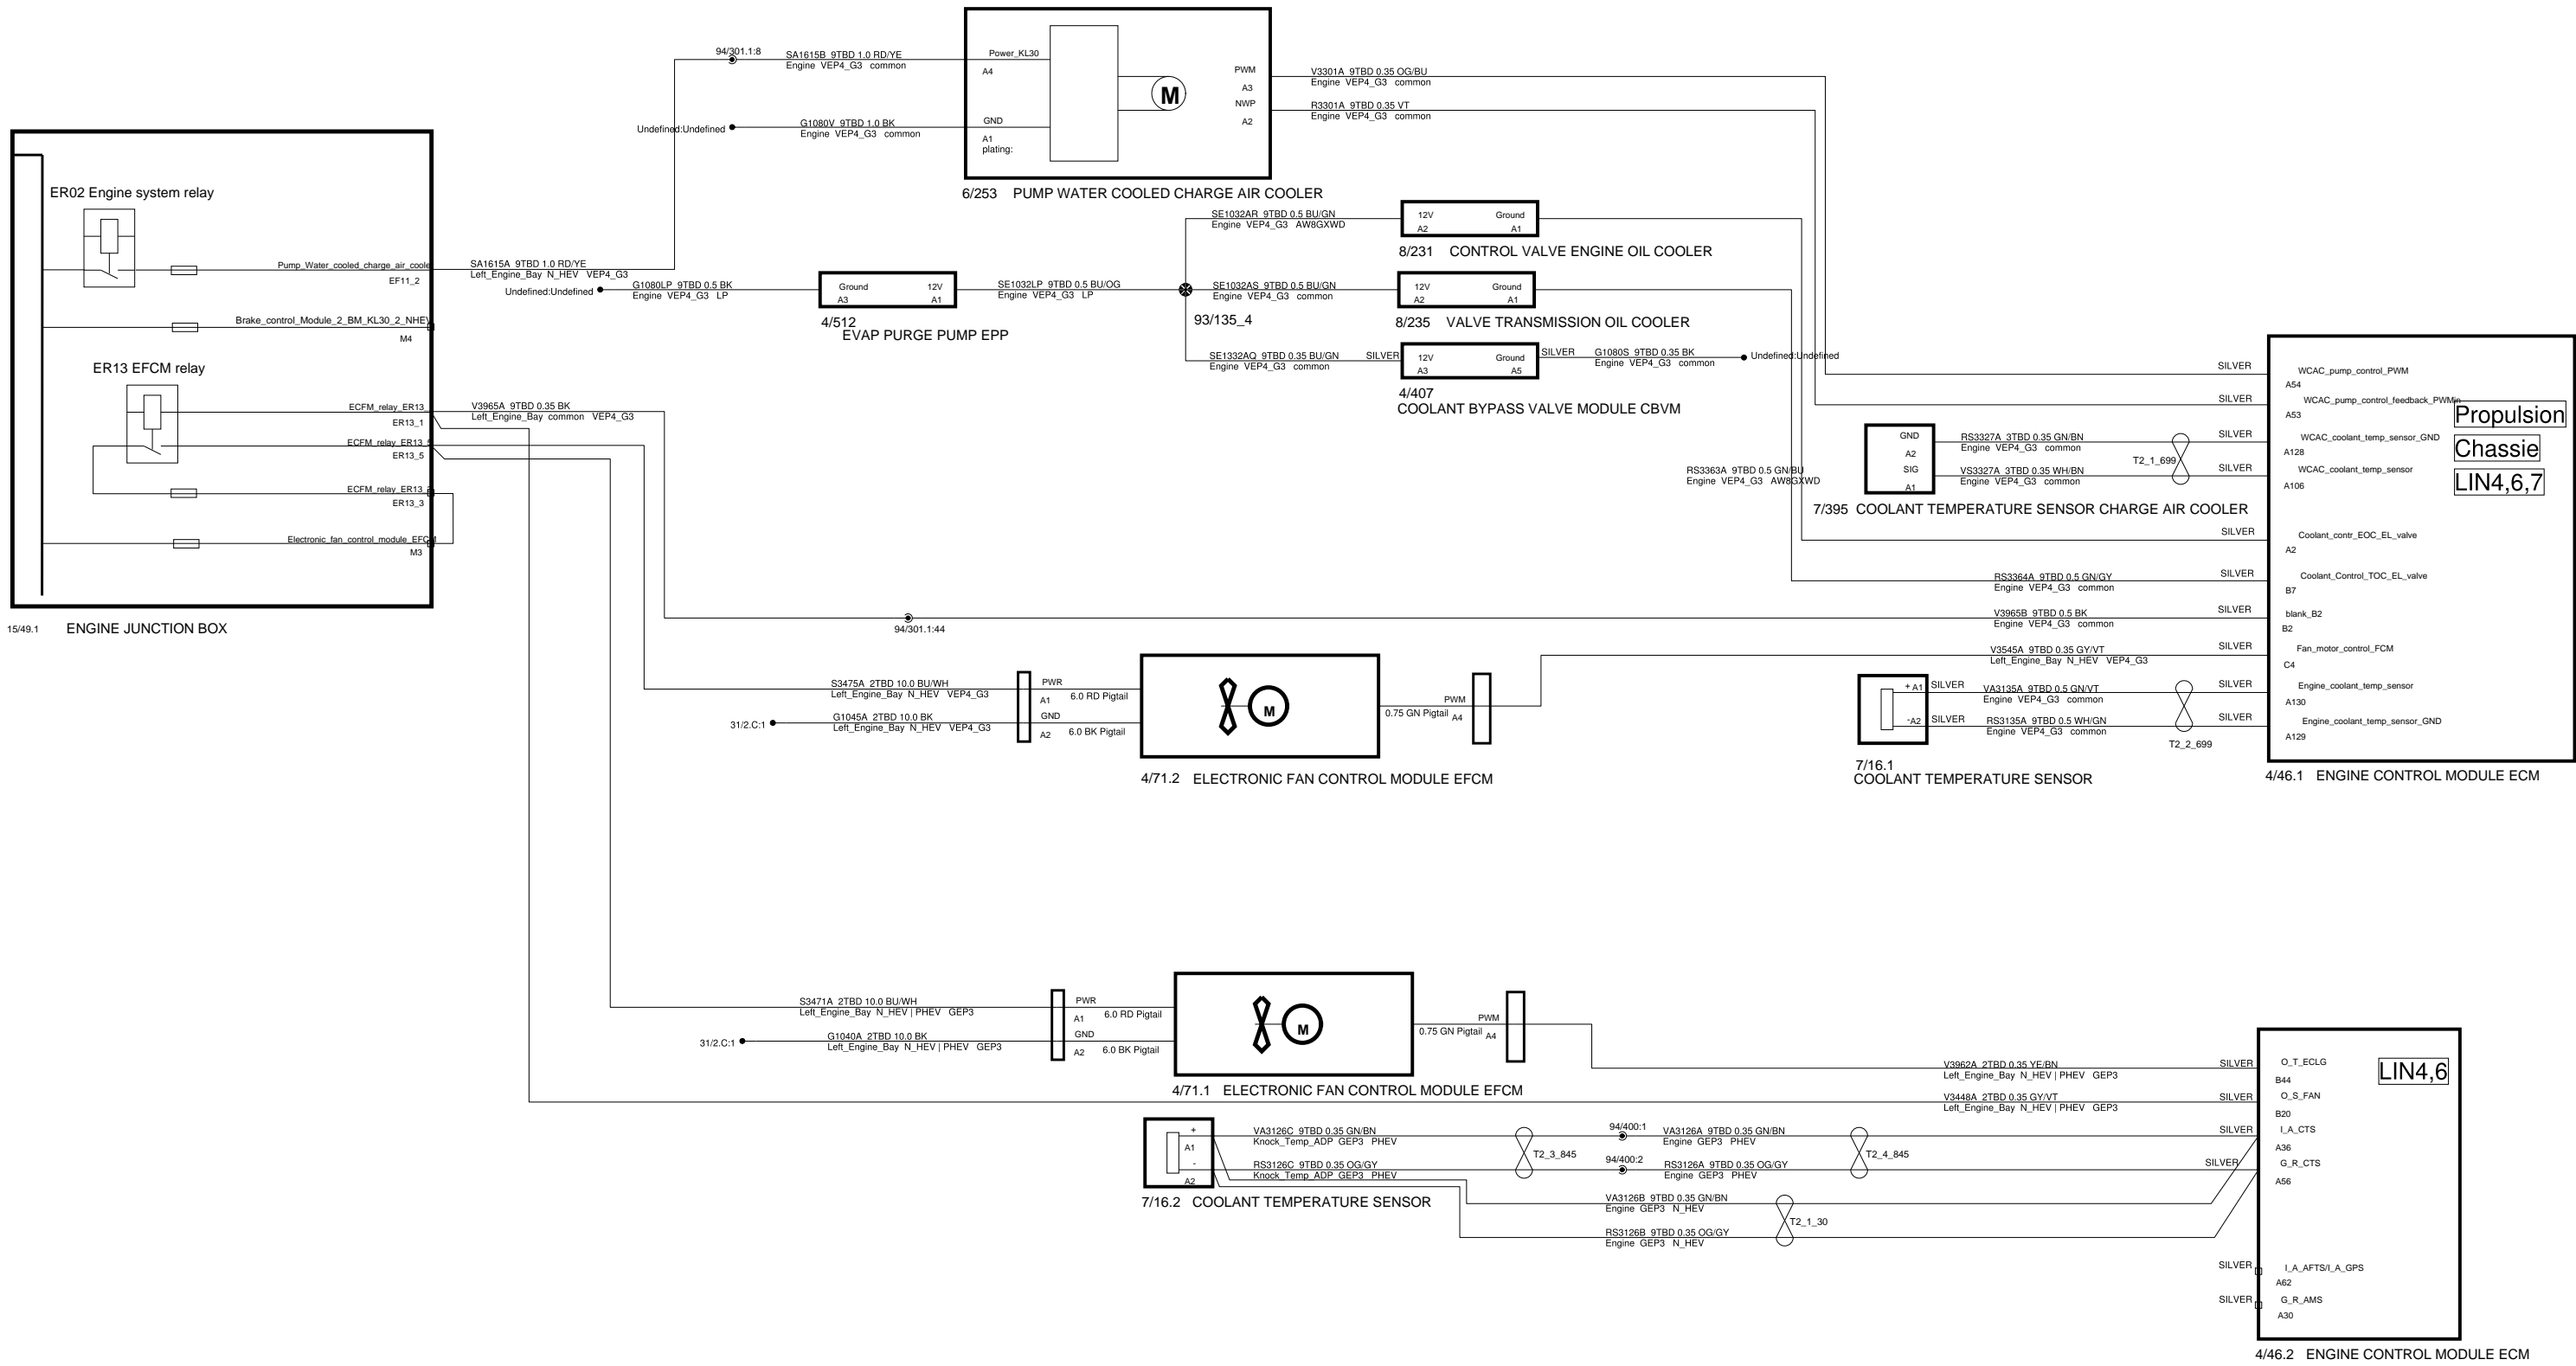 94/301.1:8
SA1615B 9TBD 1.0 RD/YE
Engine VEP4_G3 common
Power_KL30
A4
PWM
A3
NWP
A2
V3301A 9TBD 0.35 OG/BU
Engine VEP4_G3 common
R3301A 9TBD 0.35 VT
Engine VEP4_G3 common
M
Undefined:Undefined
G1080V 9TBD 1.0 BK
Engine VEP4_G3 common
GND
A1
plating:
6/253 PUMP WATER COOLED CHARGE AIR COOLER
ER02 Engine system relay
Pump_Water_cooled_charge_air_coole
EF11_2
SA1615A 9TBD 1.0 RD/YE
Left_Engine_Bay N_HEV VEP4_G3
Brake_control_Module_2_BM_KL30_2_NHEV
M4
ER13 EFCM relay
ECFM_relay_ER13_
ER13_1
V3965A 9TBD 0.35 BK
Left_Engine_Bay common VEP4_G3
ECFM_relay_ER13_5
ER13_5
ECFM_relay_ER13_
ER13_3
Electronic_fan_control_module_EFCM
M3
15/49.1 ENGINE JUNCTION BOX
Undefined:Undefined
G1080LP 9TBD 0.5 BK
Engine VEP4_G3 LP
Ground
A3
12V
A1
4/512
EVAP PURGE PUMP EPP
SE1032LP 9TBD 0.5 BU/OG
Engine VEP4_G3 LP
93/135_4
SE1032AR 9TBD 0.5 BU/GN
Engine VEP4_G3 AW8GXWD
12V
A2
Ground
A1
8/231 CONTROL VALVE ENGINE OIL COOLER
SE1032AS 9TBD 0.5 BU/GN
Engine VEP4_G3 common
12V
A2
Ground
A1
8/235 VALVE TRANSMISSION OIL COOLER
SE1332AQ 9TBD 0.35 BU/GN
Engine VEP4_G3 common
SILVER
12V
A3
Ground
A5
SILVER
G1080S 9TBD 0.35 BK
Engine VEP4_G3 common
Undefined:Undefined
4/407
COOLANT BYPASS VALVE MODULE CBVM
RS3363A 9TBD 0.5 GN/BU
Engine VEP4_G3 AW8GXWD
GND
A2
SIG
A1
RS3327A 3TBD 0.35 GN/BN
Engine VEP4_G3 common
VS3327A 3TBD 0.35 WH/BN
Engine VEP4_G3 common
T2_1_699
7/395 COOLANT TEMPERATURE SENSOR CHARGE AIR COOLER
SILVER
WCAC_pump_control_PWM
A54
SILVER
WCAC_pump_control_feedback_PWMin
A53
SILVER
WCAC_coolant_temp_sensor_GND
A128
SILVER
WCAC_coolant_temp_sensor
A106
Propulsion
Chassie
LIN4,6,7
SILVER
Coolant_contr_EOC_EL_valve
A2
RS3364A 9TBD 0.5 GN/GY
Engine VEP4_G3 common
SILVER
Coolant_Control_TOC_EL_valve
B7
94/301.1:44
V3965B 9TBD 0.5 BK
Engine VEP4_G3 common
SILVER
blank_B2
B2
V3545A 9TBD 0.35 GY/VT
Left_Engine_Bay N_HEV VEP4_G3
SILVER
Fan_motor_control_FCM
C4
+ A1
SILVER
VA3135A 9TBD 0.5 GN/VT
Engine VEP4_G3 common
SILVER
Engine_coolant_temp_sensor
A130
-A2
SILVER
RS3135A 9TBD 0.5 WH/GN
Engine VEP4_G3 common
T2_2_699
SILVER
Engine_coolant_temp_sensor_GND
A129
7/16.1
COOLANT TEMPERATURE SENSOR
4/46.1 ENGINE CONTROL MODULE ECM
S3475A 2TBD 10.0 BU/WH
Left_Engine_Bay N_HEV VEP4_G3
31/2.C:1
G1045A 2TBD 10.0 BK
Left_Engine_Bay N_HEV VEP4_G3
PWR
A1
6.0 RD Pigtail
GND
A2
6.0 BK Pigtail
M
PWM
0.75 GN Pigtail
A4
4/71.2 ELECTRONIC FAN CONTROL MODULE EFCM
S3471A 2TBD 10.0 BU/WH
Left_Engine_Bay N_HEV | PHEV GEP3
31/2.C:1
G1040A 2TBD 10.0 BK
Left_Engine_Bay N_HEV | PHEV GEP3
PWR
A1
6.0 RD Pigtail
GND
A2
6.0 BK Pigtail
M
PWM
0.75 GN Pigtail
A4
4/71.1 ELECTRONIC FAN CONTROL MODULE EFCM
V3962A 2TBD 0.35 YE/BN
Left_Engine_Bay N_HEV | PHEV GEP3
SILVER
O_T_ECLG
B44
LIN4,6
V3448A 2TBD 0.35 GY/VT
Left_Engine_Bay N_HEV | PHEV GEP3
SILVER
O_S_FAN
B20
+
A1
-
A2
VA3126C 9TBD 0.35 GN/BN
Knock_Temp_ADP GEP3 PHEV
RS3126C 9TBD 0.35 OG/GY
Knock_Temp_ADP GEP3 PHEV
T2_3_845
94/400:1
94/400:2
VA3126A 9TBD 0.35 GN/BN
Engine GEP3 PHEV
RS3126A 9TBD 0.35 OG/GY
Engine GEP3 PHEV
T2_4_845
SILVER
I_A_CTS
A36
SILVER
G_R_CTS
A56
7/16.2 COOLANT TEMPERATURE SENSOR
VA3126B 9TBD 0.35 GN/BN
Engine GEP3 N_HEV
RS3126B 9TBD 0.35 OG/GY
Engine GEP3 N_HEV
T2_1_30
SILVER
I_A_AFTS/I_A_GPS
A62
SILVER
G_R_AMS
A30
4/46.2 ENGINE CONTROL MODULE ECM